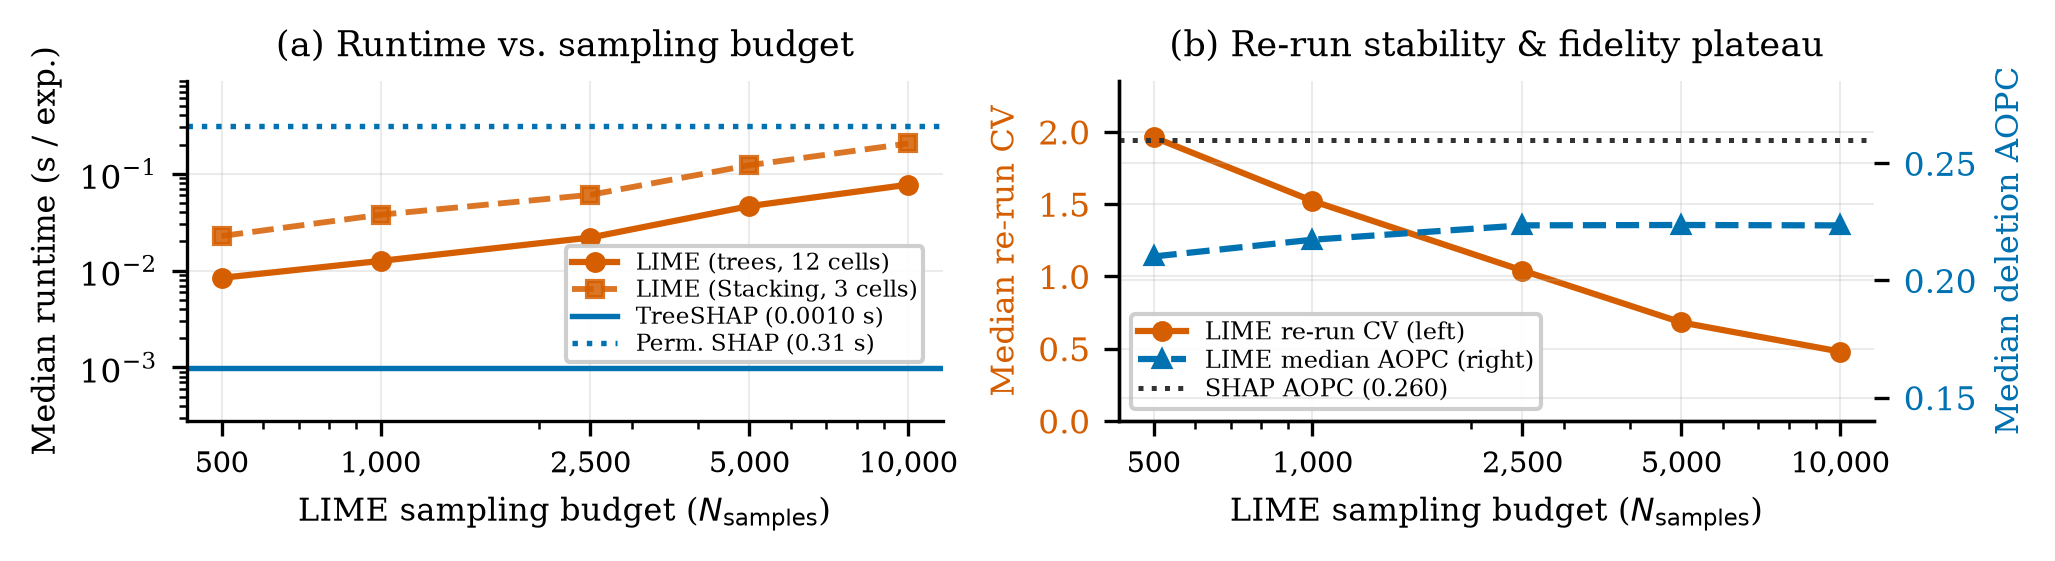 (a) Runtime vs. sampling budget
Median runtime (s / exp.)
10⁻¹
10⁻²
10⁻³
LIME (trees, 12 cells)
LIME (Stacking, 3 cells)
TreeSHAP (0.0010 s)
Perm. SHAP (0.31 s)
500 1,000 2,500 5,000 10,000
LIME sampling budget (N_samples)
(b) Re-run stability & fidelity plateau
Median re-run CV
2.0
1.5
1.0
0.5
0.0
LIME re-run CV (left)
LIME median AOPC (right)
SHAP AOPC (0.260)
0.25
0.20
0.15
Median deletion AOPC
500 1,000 2,500 5,000 10,000
LIME sampling budget (N_samples)